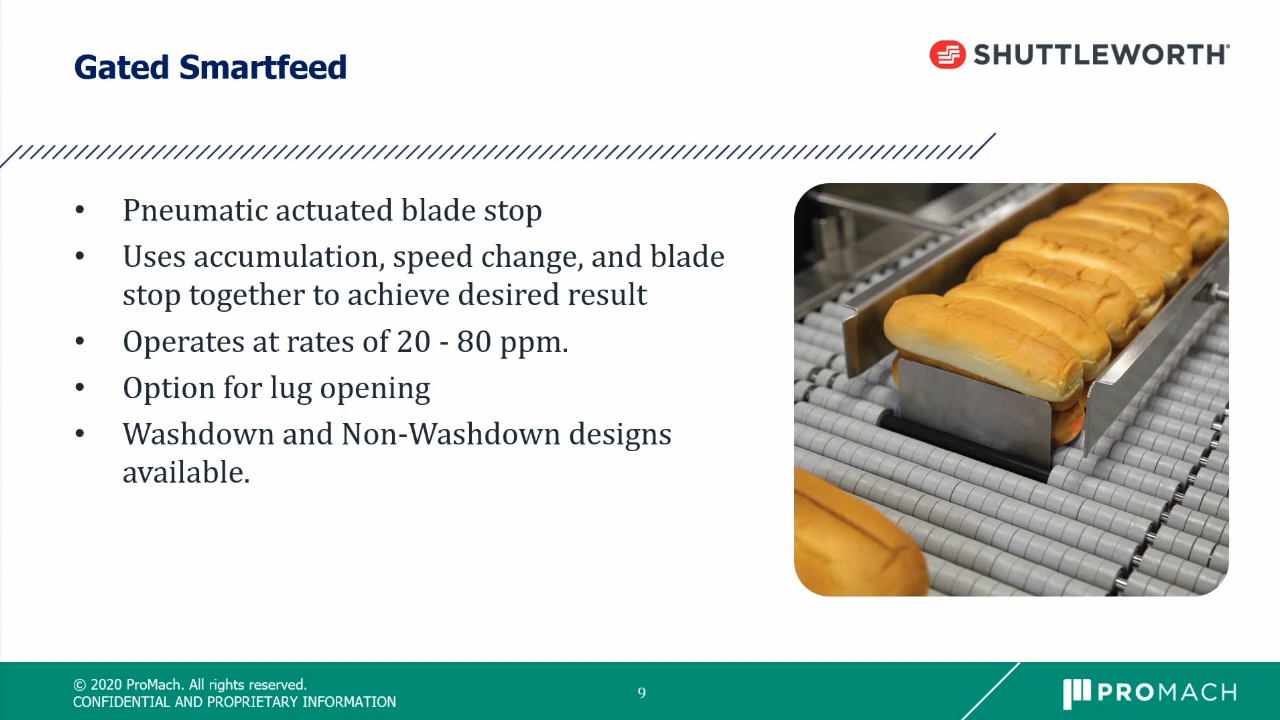 Gated Smartfeed
SHUTTLEWORTH
• Pneumatic actuated blade stop
• Uses accumulation, speed change, and blade
stop together to achieve desired result
• Operates at rates of 20 - 80 ppm.
• Option for lug opening
• Washdown and Non-Washdown designs
available.
© 2020 ProMach. All rights reserved.
CONFIDENTIAL AND PROPRIETARY INFORMATION
9
PROMACH